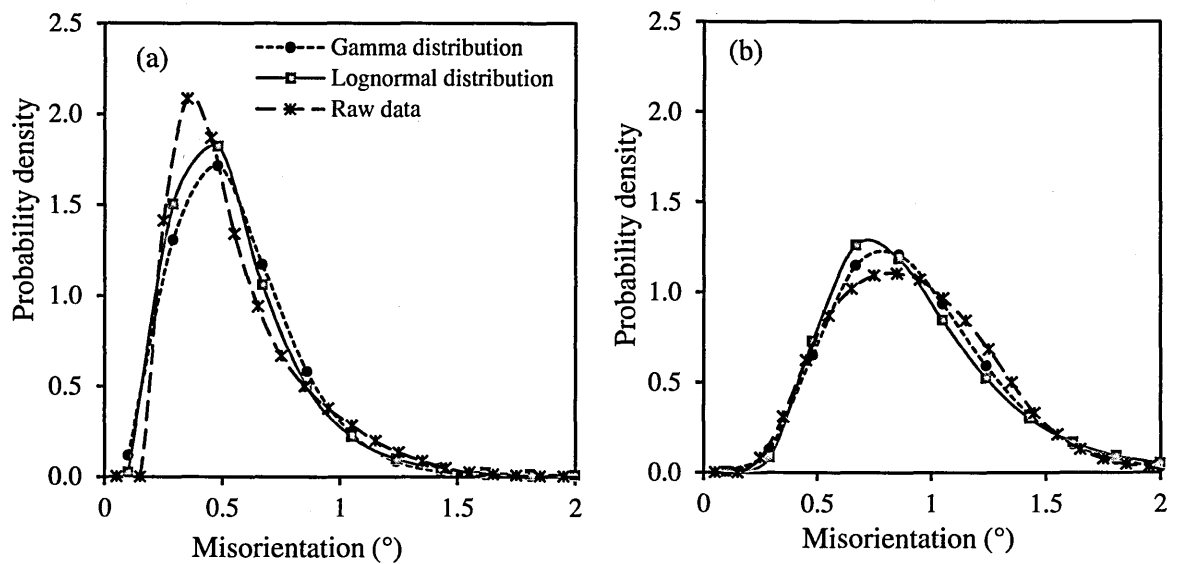 (a)
Gamma distribution
Lognormal distribution
Raw data
Probability density
2.5
2.0
1.5
1.0
0.5
0.0
0 0.5 1 1.5 2
Misorientation (°)
(b)
Probability density
2.5
2.0
1.5
1.0
0.5
0.0
0 0.5 1 1.5 2
Misorientation (°)